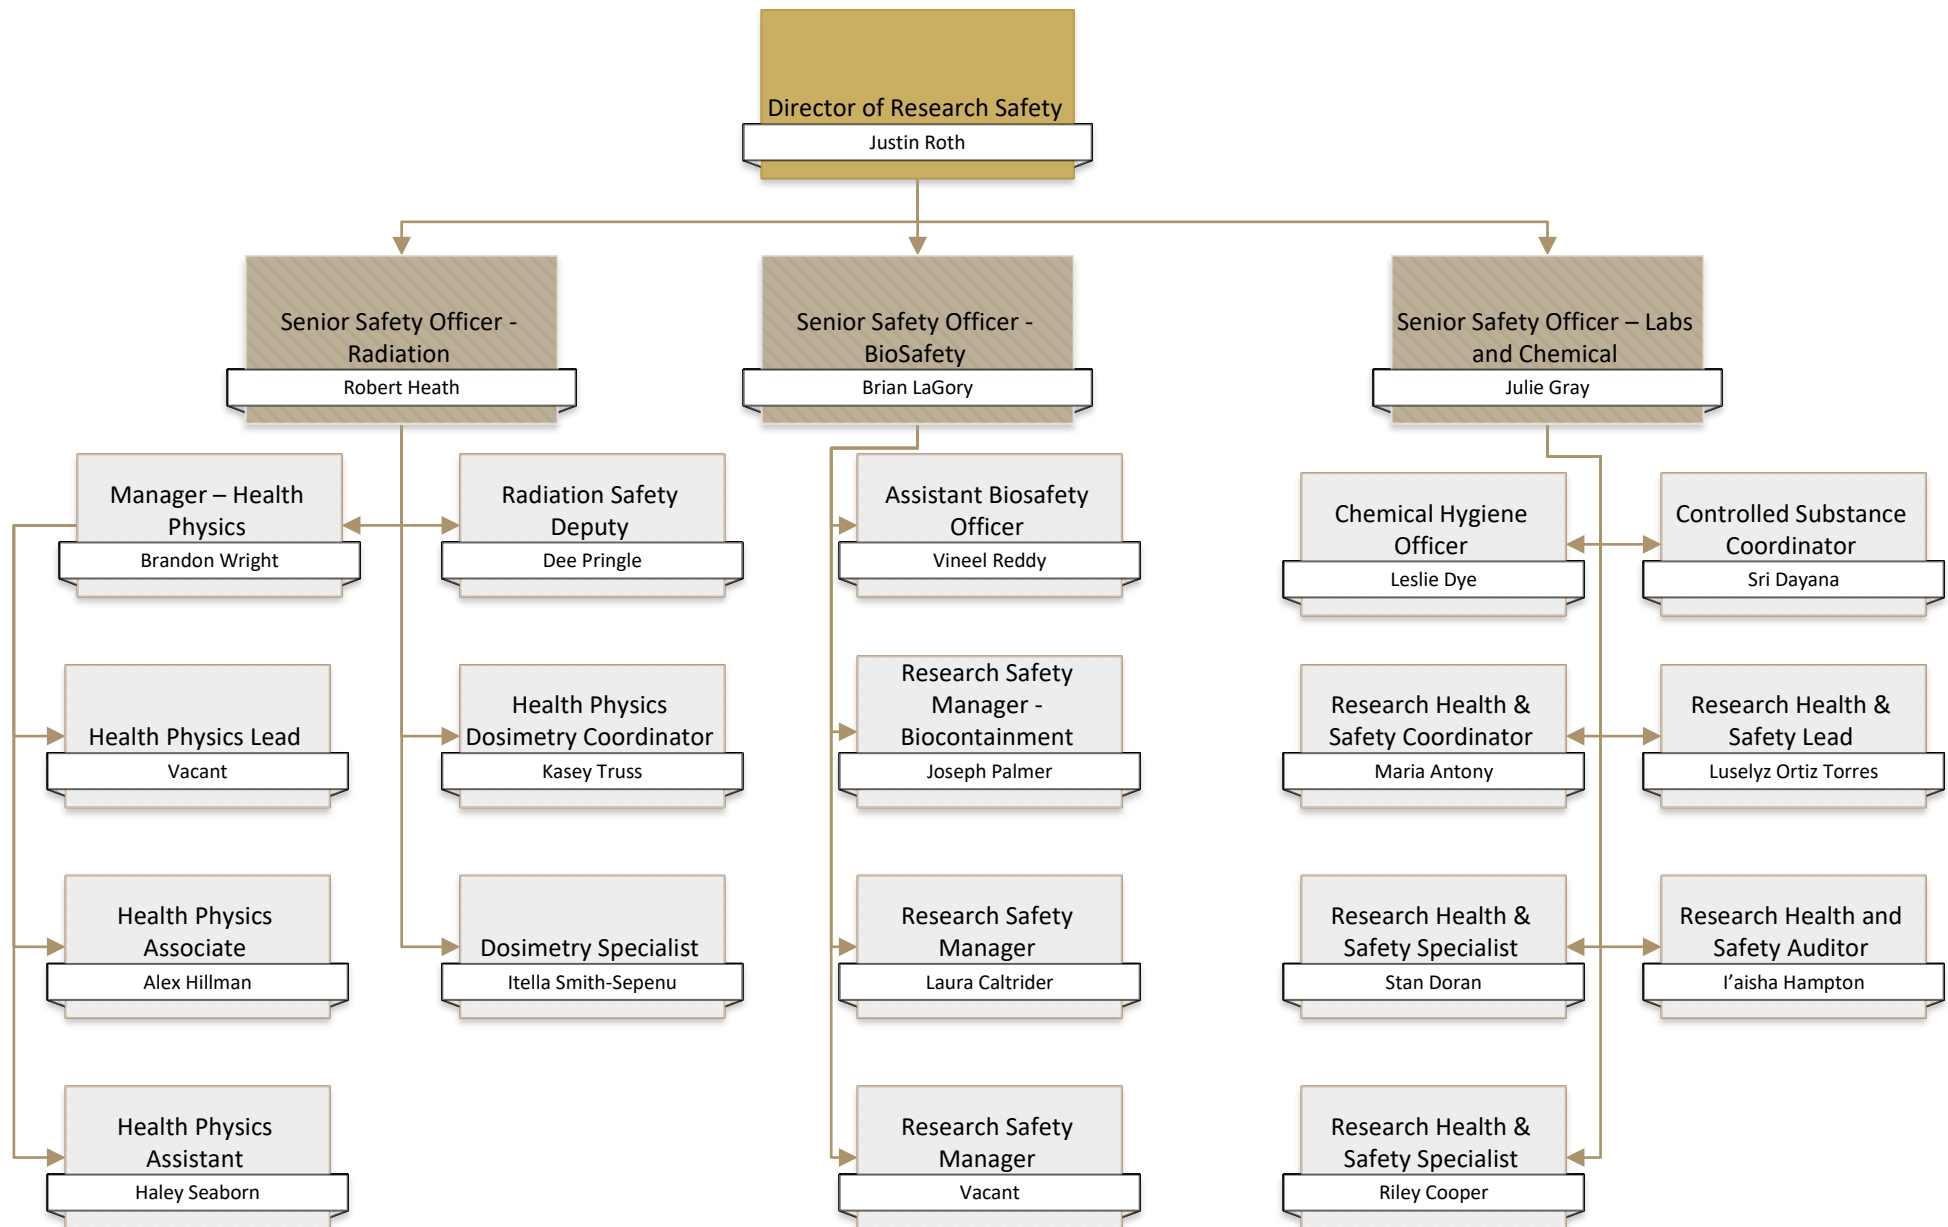 Director of Research Safety
Justin Roth
Senior Safety Officer -
Radiation
Robert Heath
Senior Safety Officer -
BioSafety
Brian LaGory
Senior Safety Officer – Labs
and Chemical
Julie Gray
Manager – Health
Physics
Brandon Wright
Radiation Safety
Deputy
Dee Pringle
Assistant Biosafety
Officer
Vineel Reddy
Chemical Hygiene
Officer
Leslie Dye
Controlled Substance
Coordinator
Sri Dayana
Health Physics Lead
Vacant
Health Physics
Dosimetry Coordinator
Kasey Truss
Research Safety
Manager -
Biocontainment
Joseph Palmer
Research Health &
Safety Coordinator
Maria Antony
Research Health &
Safety Lead
Luselyz Ortiz Torres
Health Physics
Associate
Alex Hillman
Dosimetry Specialist
Itella Smith-Sepenu
Research Safety
Manager
Laura Caltrider
Research Health &
Safety Specialist
Stan Doran
Research Health and
Safety Auditor
I’aisha Hampton
Health Physics
Assistant
Haley Seaborn
Research Safety
Manager
Vacant
Research Health &
Safety Specialist
Riley Cooper